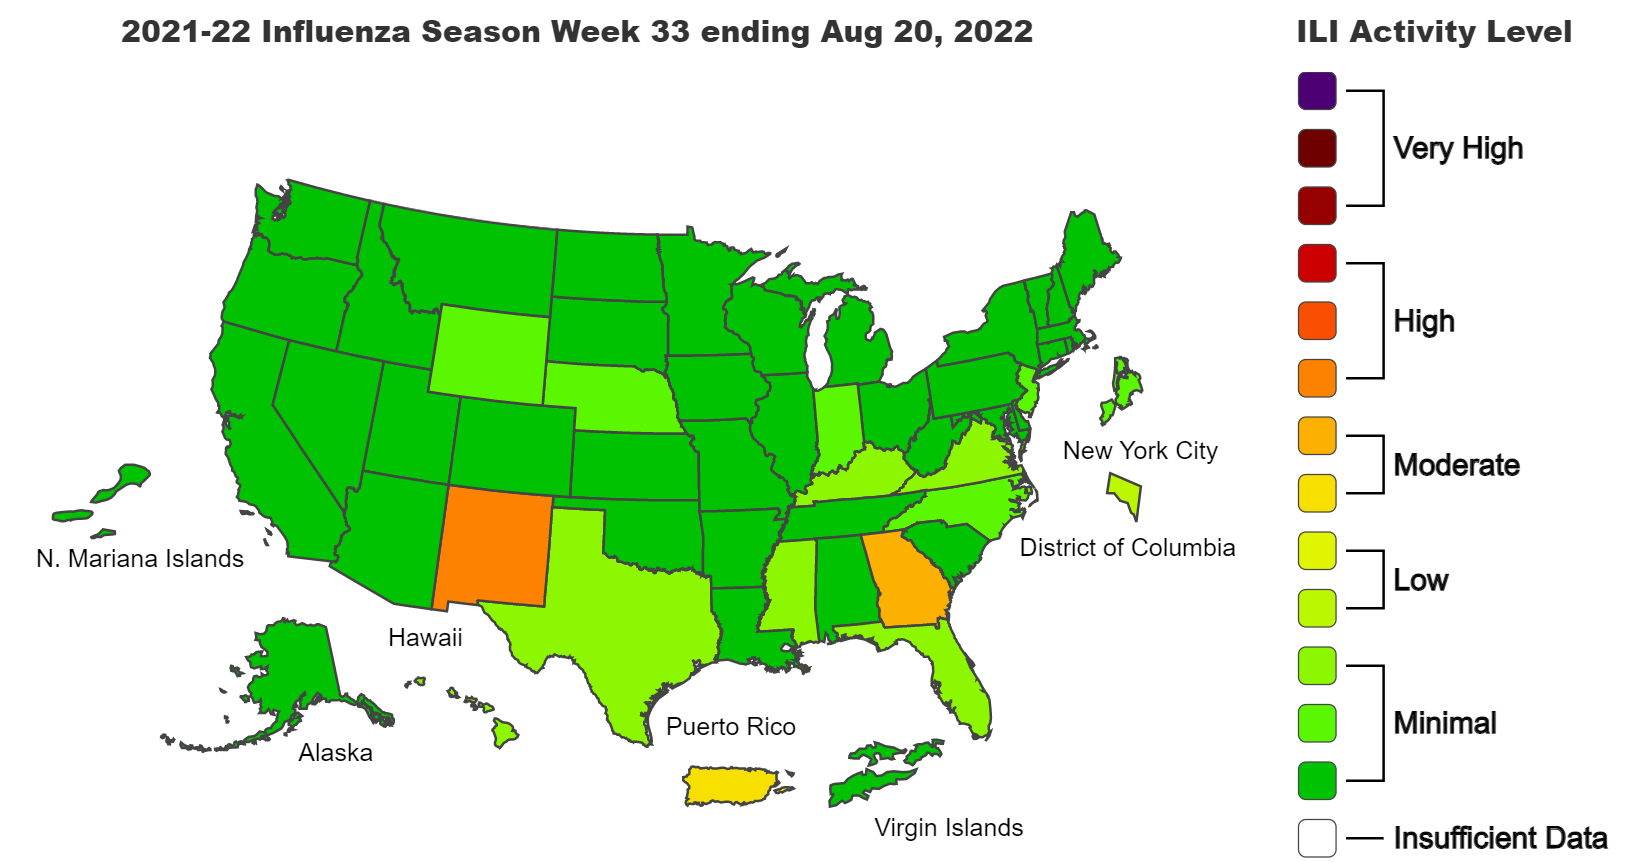 2021-22 Influenza Season Week 33 ending Aug 20, 2022
ILI Activity Level
Very High
High
Moderate
Low
Minimal
Insufficient Data
New York City
District of Columbia
N. Mariana Islands
Hawaii
Alaska
Puerto Rico
Virgin Islands